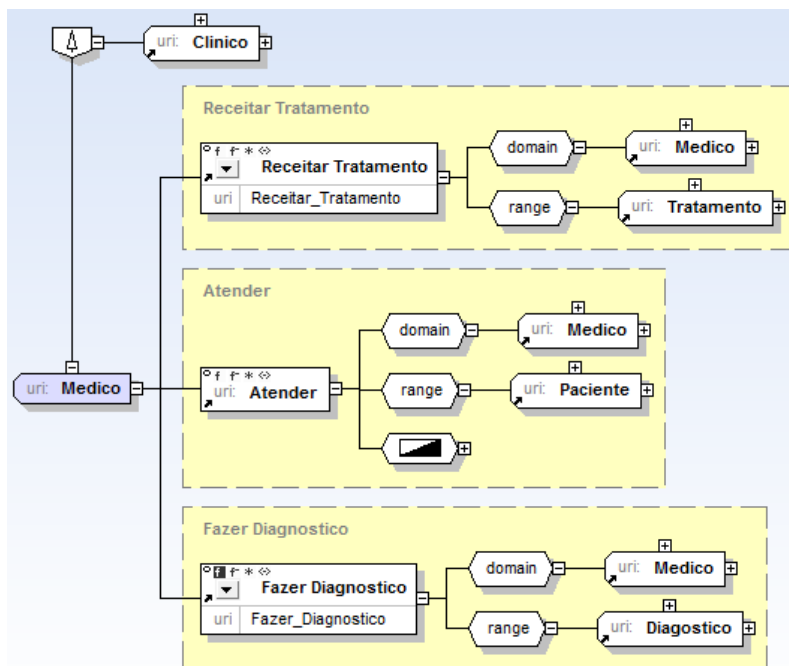 uri: Clinico
Receitar Tratamento
Receitar Tratamento
uri Receitar_Tratamento
domain
uri: Medico
range
uri: Tratamento
Atender
uri: Medico
uri: Atender
domain
uri: Medico
range
uri: Paciente
Fazer Diagnostico
Fazer Diagnostico
uri Fazer_Diagnostico
domain
uri: Medico
range
uri: Diagostico